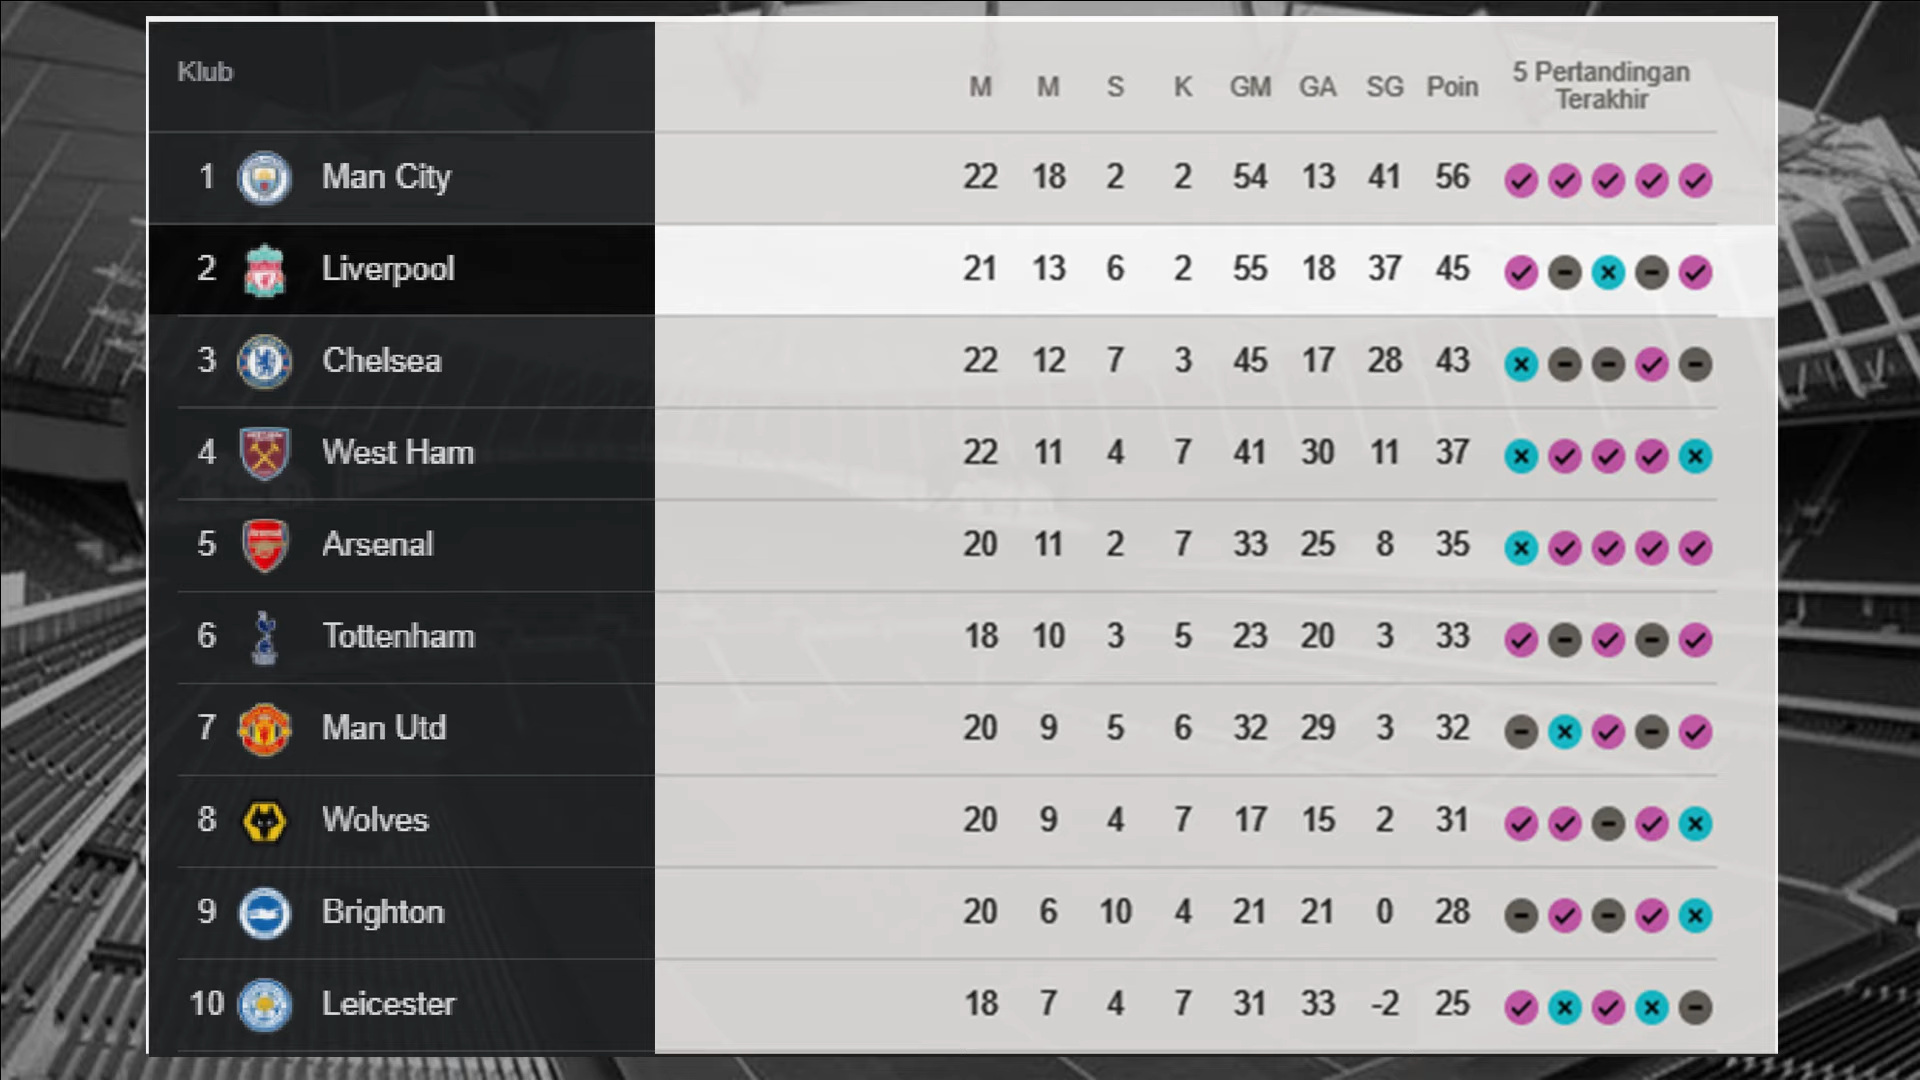 Klub M M S K GM GA SG Poin 5 Pertandingan
Terakhir
1 Man City 22 18 2 2 54 13 41 56
2 Liverpool 21 13 6 2 55 18 37 45
3 Chelsea 22 12 7 3 45 17 28 43
4 West Ham 22 11 4 7 41 30 11 37
5 Arsenal 20 11 2 7 33 25 8 35
6 Tottenham 18 10 3 5 23 20 3 33
7 Man Utd 20 9 5 6 32 29 3 32
8 Wolves 20 9 4 7 17 15 2 31
9 Brighton 20 6 10 4 21 21 0 28
10 Leicester 18 7 4 7 31 33 -2 25